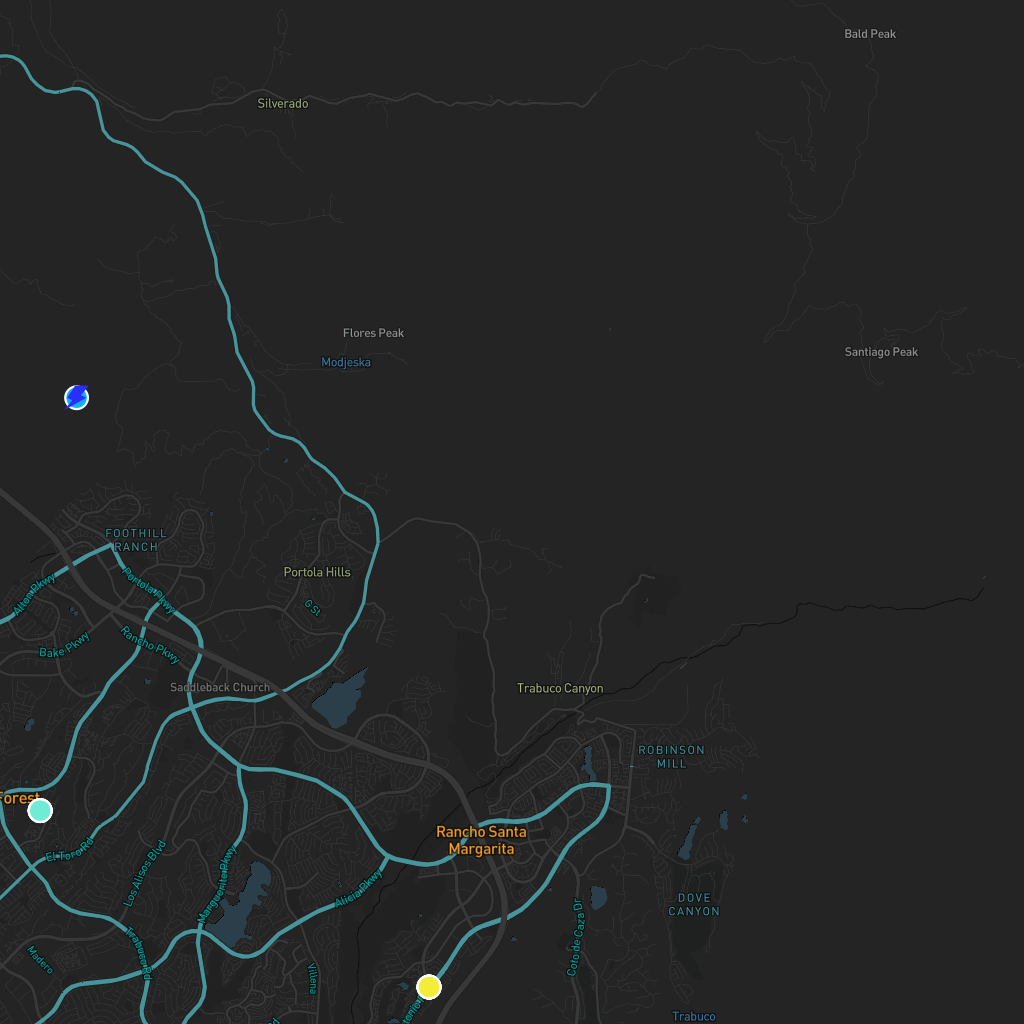 Bald Peak
Silverado
Flores Peak
Modjeska
Santiago Peak
FOOTHILL
RANCH
Portola Hills
Alton Pkwy
Portola Pkwy
G St
Rancho Pkwy
Bake Pkwy
Saddleback Church
Trabuco Canyon
ROBINSON
MILL
Forest
Rancho Santa
Margarita
El Toro Rd
Los Alisos Blvd
Marguerite Pkwy
Alicia Pkwy
DOVE
CANYON
Coto de Caza Dr
Trabuco Rd
Madero
Villena
Trabuco